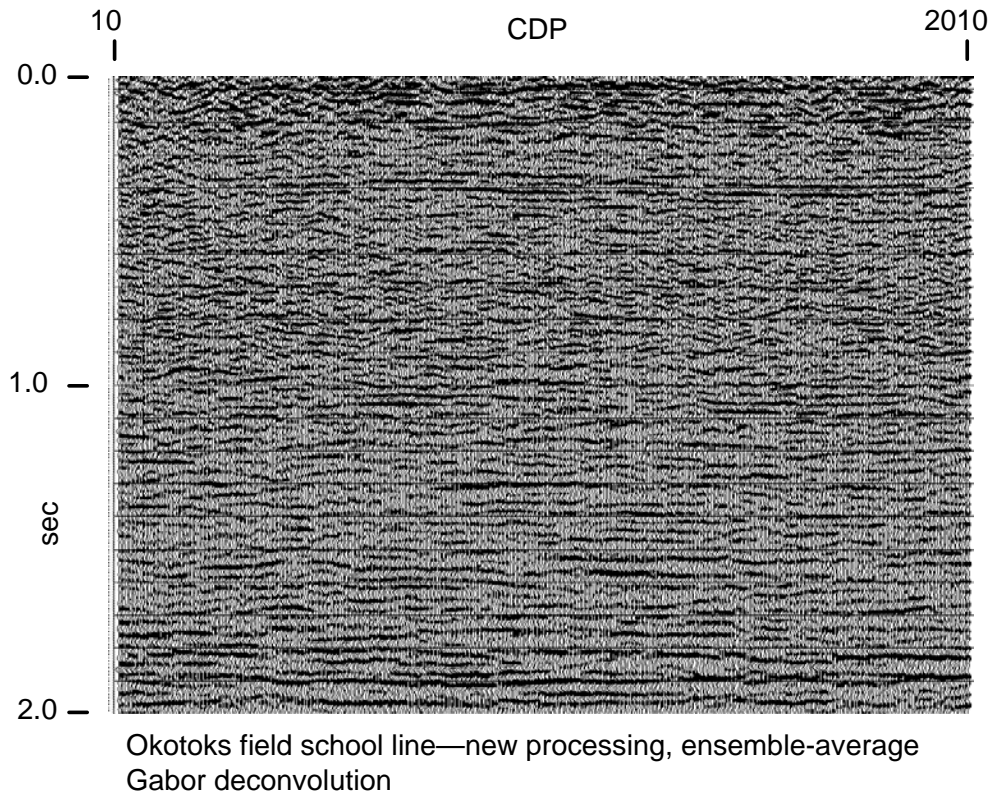 10
CDP
2010
0.0
1.0
sec
2.0
Okotoks field school line—new processing, ensemble-average
Gabor deconvolution